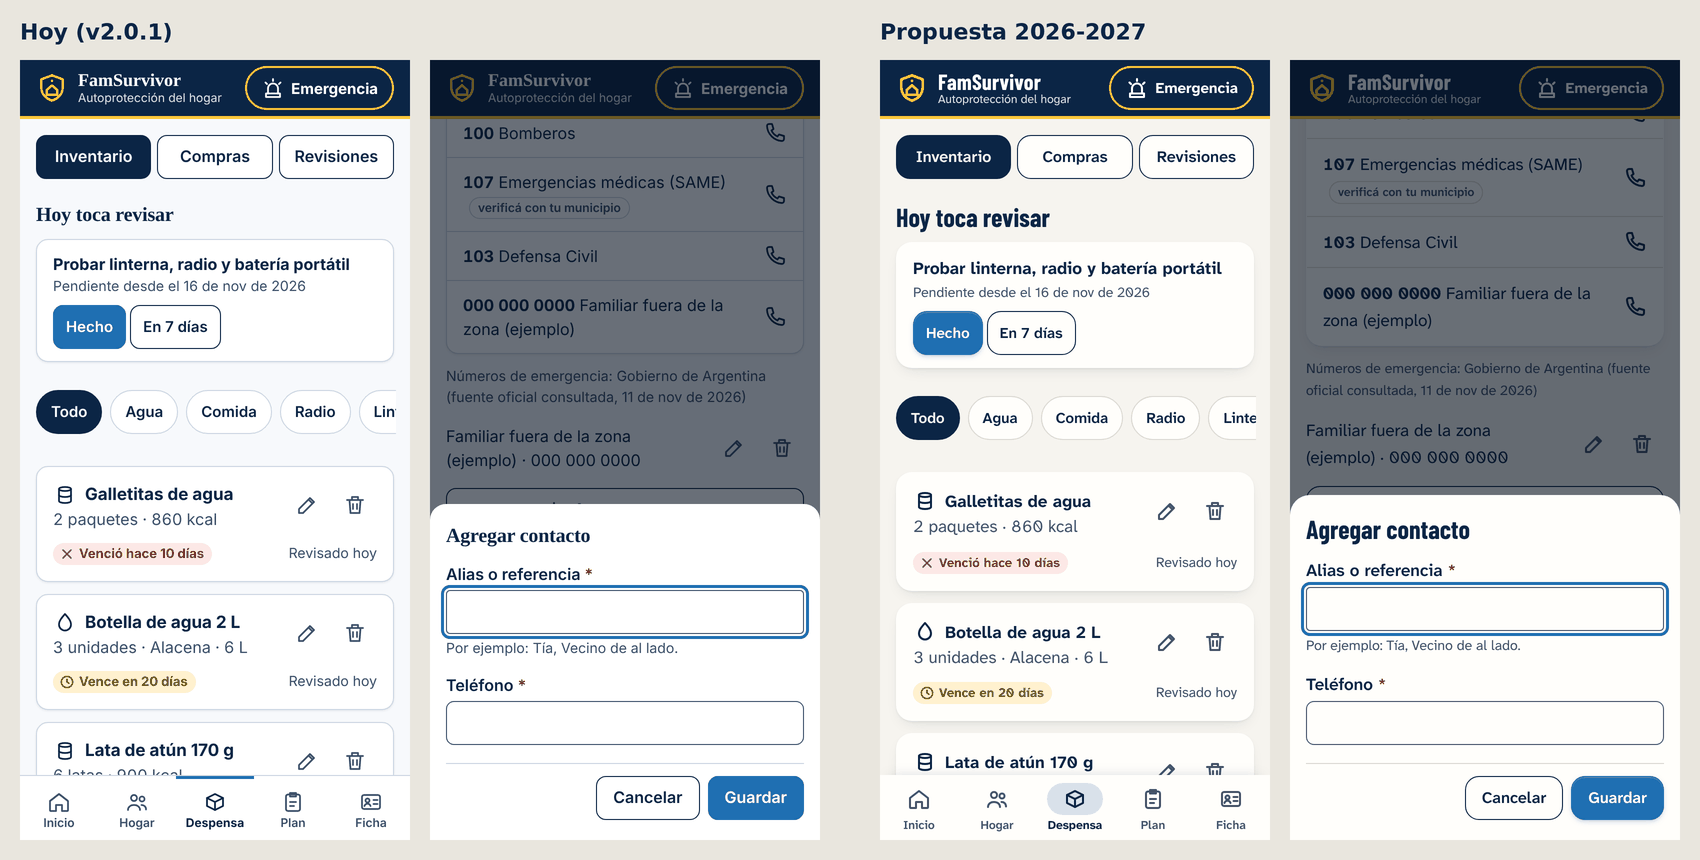 Hoy (v2.0.1)
FamSurvivor
Autoprotección del hogar
Emergencia
Inventario
Compras
Revisiones
Hoy toca revisar
Probar linterna, radio y batería portátil
Pendiente desde el 16 de nov de 2026
Hecho
En 7 días
Todo
Agua
Comida
Radio
Lin
Galletitas de agua
2 paquetes · 860 kcal
Venció hace 10 días
Revisado hoy
Botella de agua 2 L
3 unidades · Alacena · 6 L
Vence en 20 días
Revisado hoy
Lata de atún 170 g
6 latas · 900 kcal
Inicio
Hogar
Despensa
Plan
Ficha
FamSurvivor
Autoprotección del hogar
Emergencia
100 Bomberos
107 Emergencias médicas (SAME)
verificá con tu municipio
103 Defensa Civil
000 000 0000 Familiar fuera de la
zona (ejemplo)
Números de emergencia: Gobierno de Argentina
(fuente oficial consultada, 11 de nov de 2026)
Familiar fuera de la zona
(ejemplo) · 000 000 0000
Agregar contacto
Alias o referencia *
Por ejemplo: Tía, Vecino de al lado.
Teléfono *
Cancelar
Guardar
Propuesta 2026-2027
FamSurvivor
Autoprotección del hogar
Emergencia
Inventario
Compras
Revisiones
Hoy toca revisar
Probar linterna, radio y batería portátil
Pendiente desde el 16 de nov de 2026
Hecho
En 7 días
Todo
Agua
Comida
Radio
Linte
Galletitas de agua
2 paquetes · 860 kcal
Venció hace 10 días
Revisado hoy
Botella de agua 2 L
3 unidades · Alacena · 6 L
Vence en 20 días
Revisado hoy
Lata de atún 170 g
Inicio
Hogar
Despensa
Plan
Ficha
FamSurvivor
Autoprotección del hogar
Emergencia
107 Emergencias médicas (SAME)
verificá con tu municipio
103 Defensa Civil
000 000 0000 Familiar fuera de la
zona (ejemplo)
Números de emergencia: Gobierno de Argentina (fuente
oficial consultada, 11 de nov de 2026)
Familiar fuera de la zona
(ejemplo) · 000 000 0000
Agregar contacto
Alias o referencia *
Por ejemplo: Tía, Vecino de al lado.
Teléfono *
Cancelar
Guardar